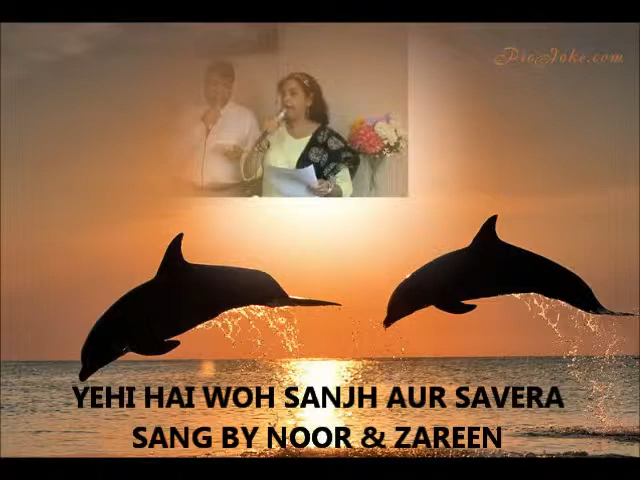 PicJoke.com
YEHI HAI WOH SANJH AUR SAVERA
SANG BY NOOR & ZAREEN